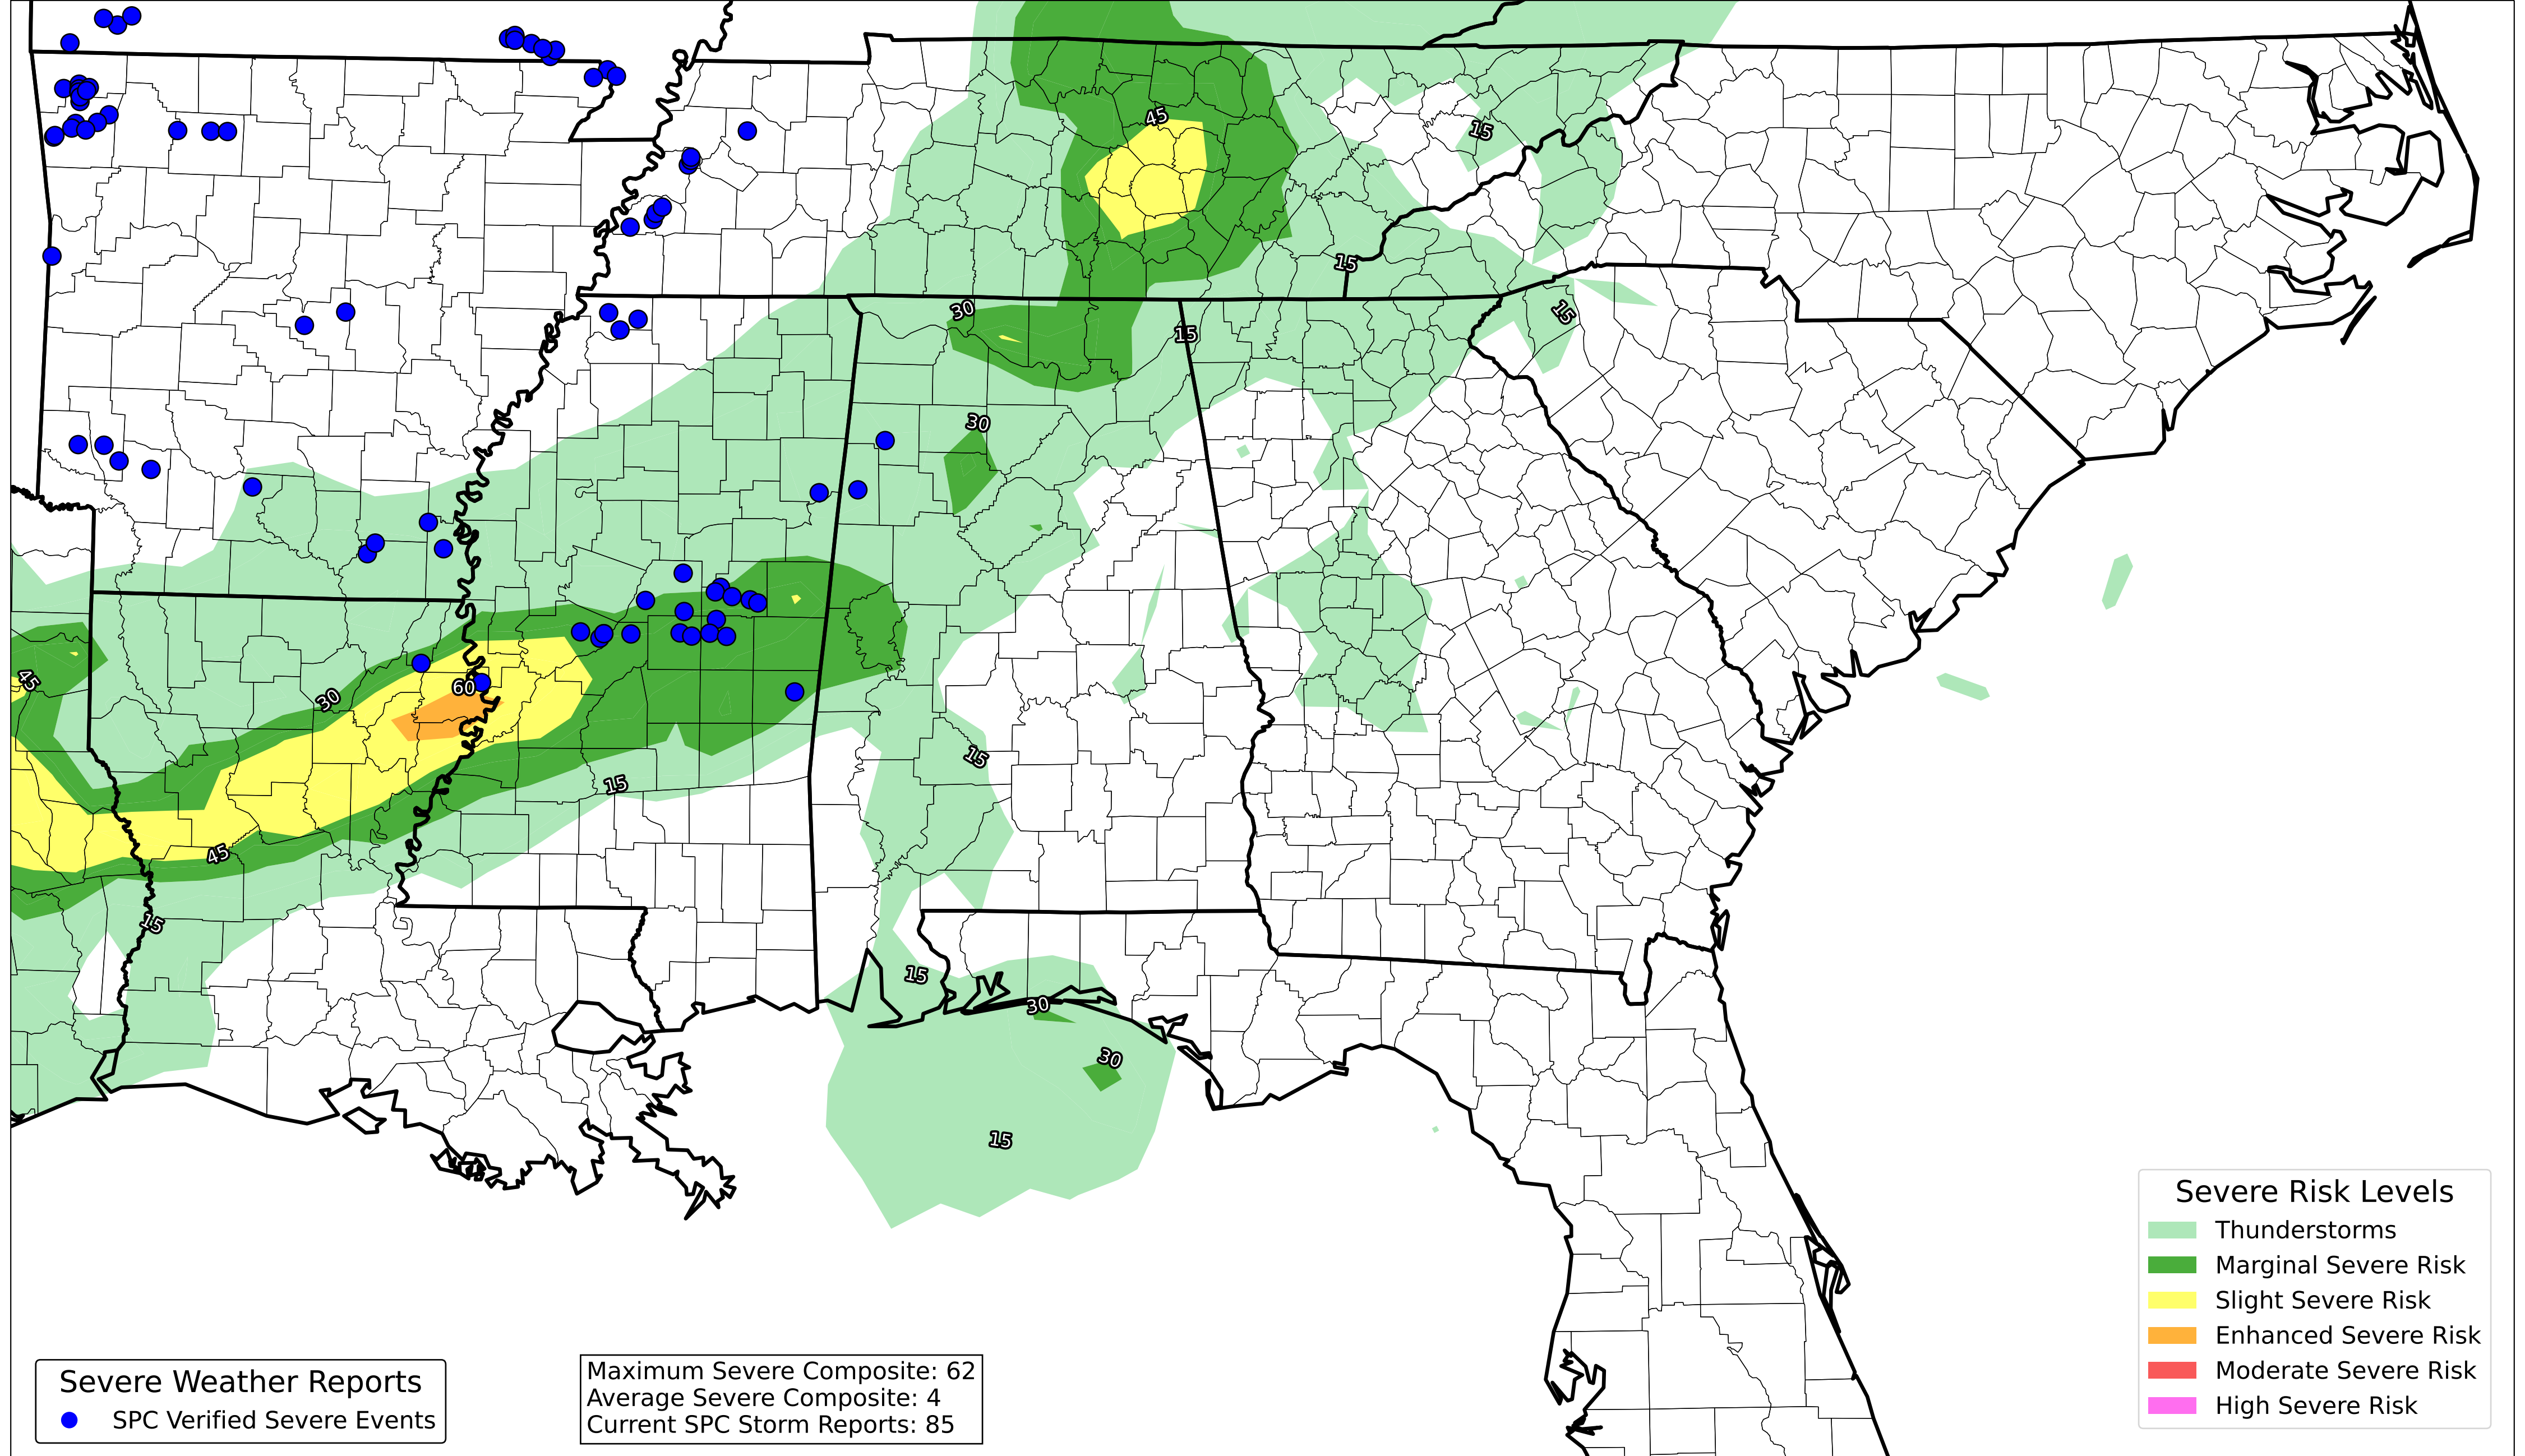 45
15
15
30
15
15
30
45
60
30
15
15
45
15
15
30
30
15
Severe Risk Levels
Thunderstorms
Marginal Severe Risk
Slight Severe Risk
Enhanced Severe Risk
Moderate Severe Risk
High Severe Risk
Severe Weather Reports
SPC Verified Severe Events
Maximum Severe Composite: 62
Average Severe Composite: 4
Current SPC Storm Reports: 85